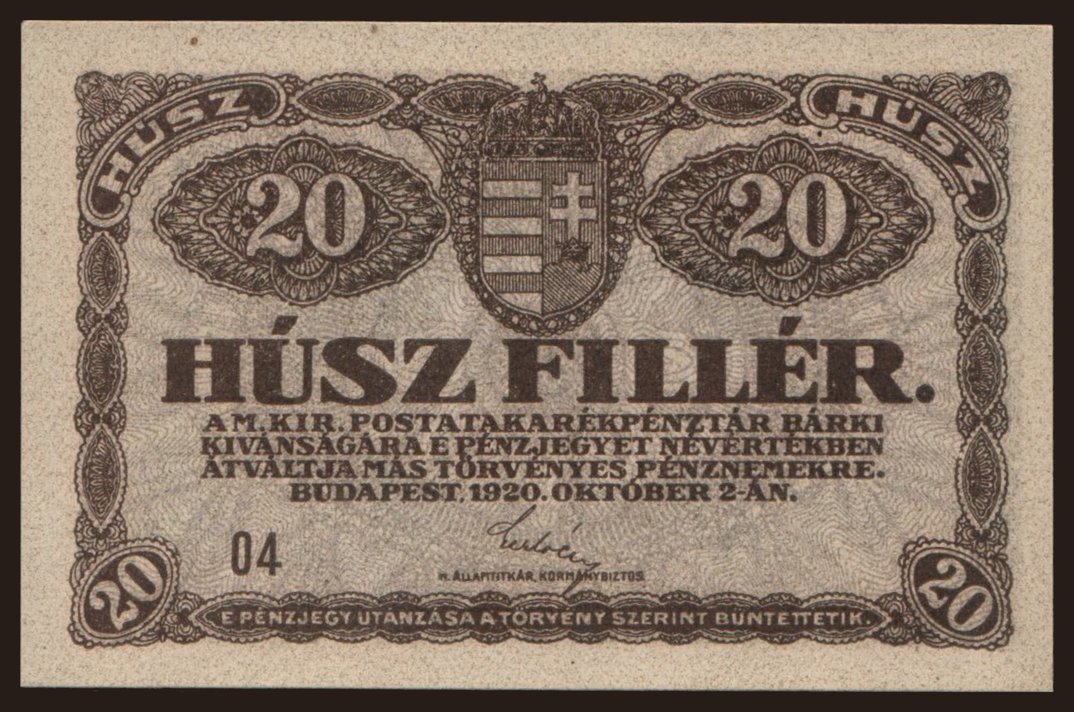 HÚSZ
HÚSZ
20
20
HÚSZ FILLÉR.
A M. KIR. POSTATAKARÉKPÉNZTÁR BÁRKI
KIVÁNSÁGÁRA E PÉNZJEGYET NÉVÉRTÉKBEN
ÁTVÁLTJA MÁS TÖRVÉNYES PÉNZNEMEKRE.
BUDAPEST, 1920. OKTÓBER 2-ÁN.
04
M. ÁLLAMTITKÁR, KORMÁNYBIZTOS.
20
20
E PÉNZJEGY UTÁNZÁSA A TÖRVÉNY SZERINT BÜNTETTETIK.